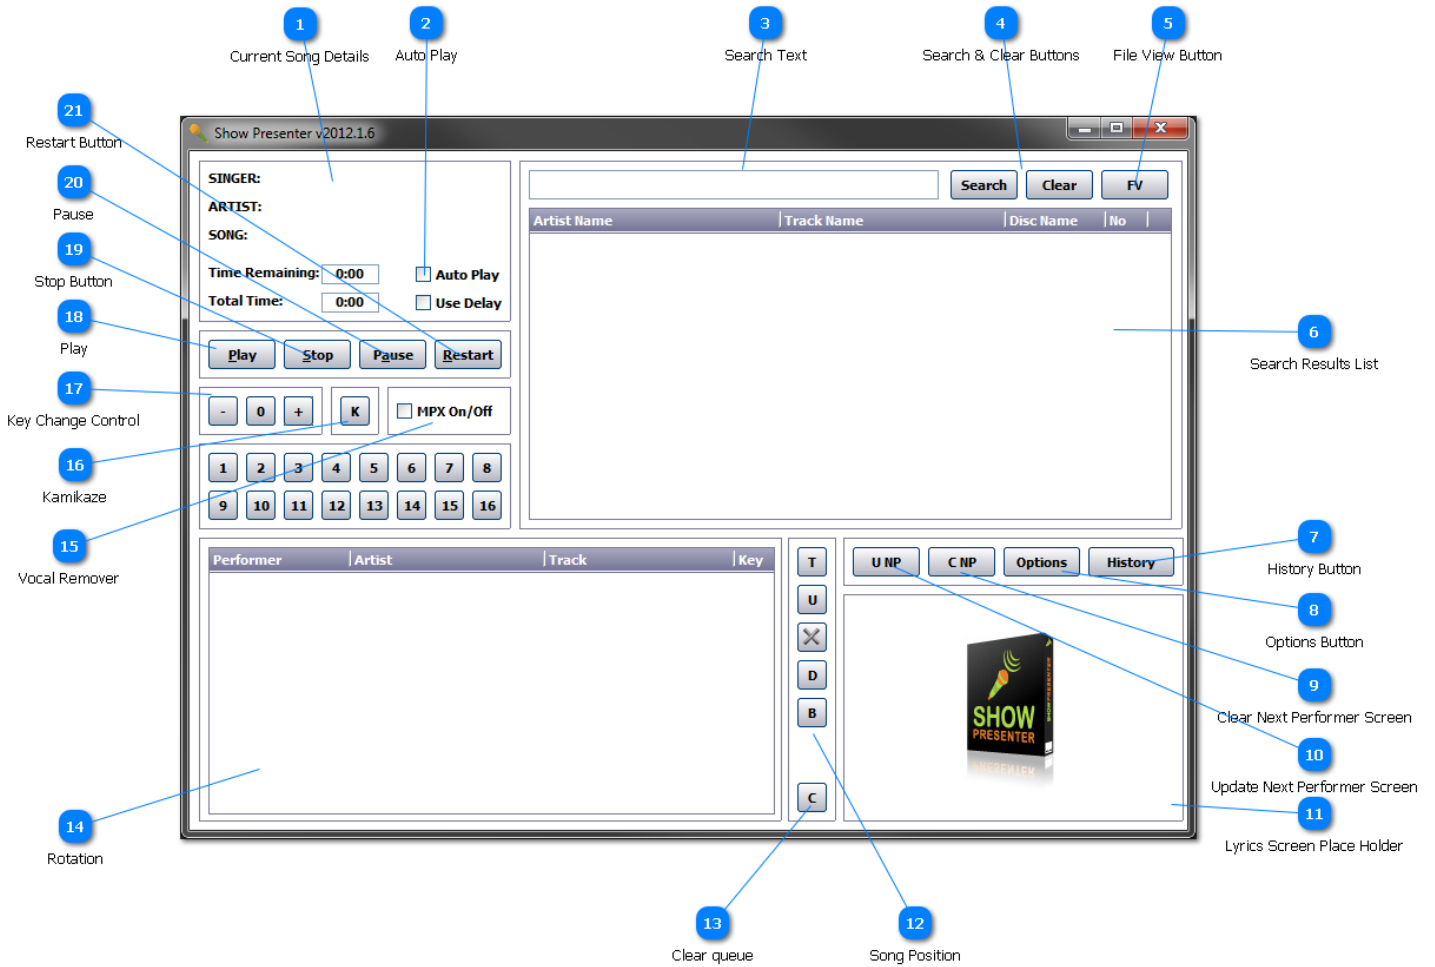 1
Current Song Details
2
Auto Play
3
Search Text
4
Search & Clear Buttons
5
File View Button
21
Restart Button
20
Pause
19
Stop Button
18
Play
17
Key Change Control
16
Kamikaze
15
Vocal Remover
14
Rotation
Show Presenter v2012.1.6
SINGER:
ARTIST:
SONG:
Time Remaining: 0:00
Auto Play
Total Time: 0:00
Use Delay
Play Stop Pause Restart
- 0 + K MPX On/Off
1 2 3 4 5 6 7 8
9 10 11 12 13 14 15 16
Search Clear FV
Artist Name Track Name Disc Name No
Performer Artist Track Key
T
U
D
B
C
U NP C NP Options History
SHOW
PRESENTER
SHOW PRESENTER
6
Search Results List
7
History Button
8
Options Button
9
Clear Next Performer Screen
10
Update Next Performer Screen
11
Lyrics Screen Place Holder
13
Clear queue
12
Song Position